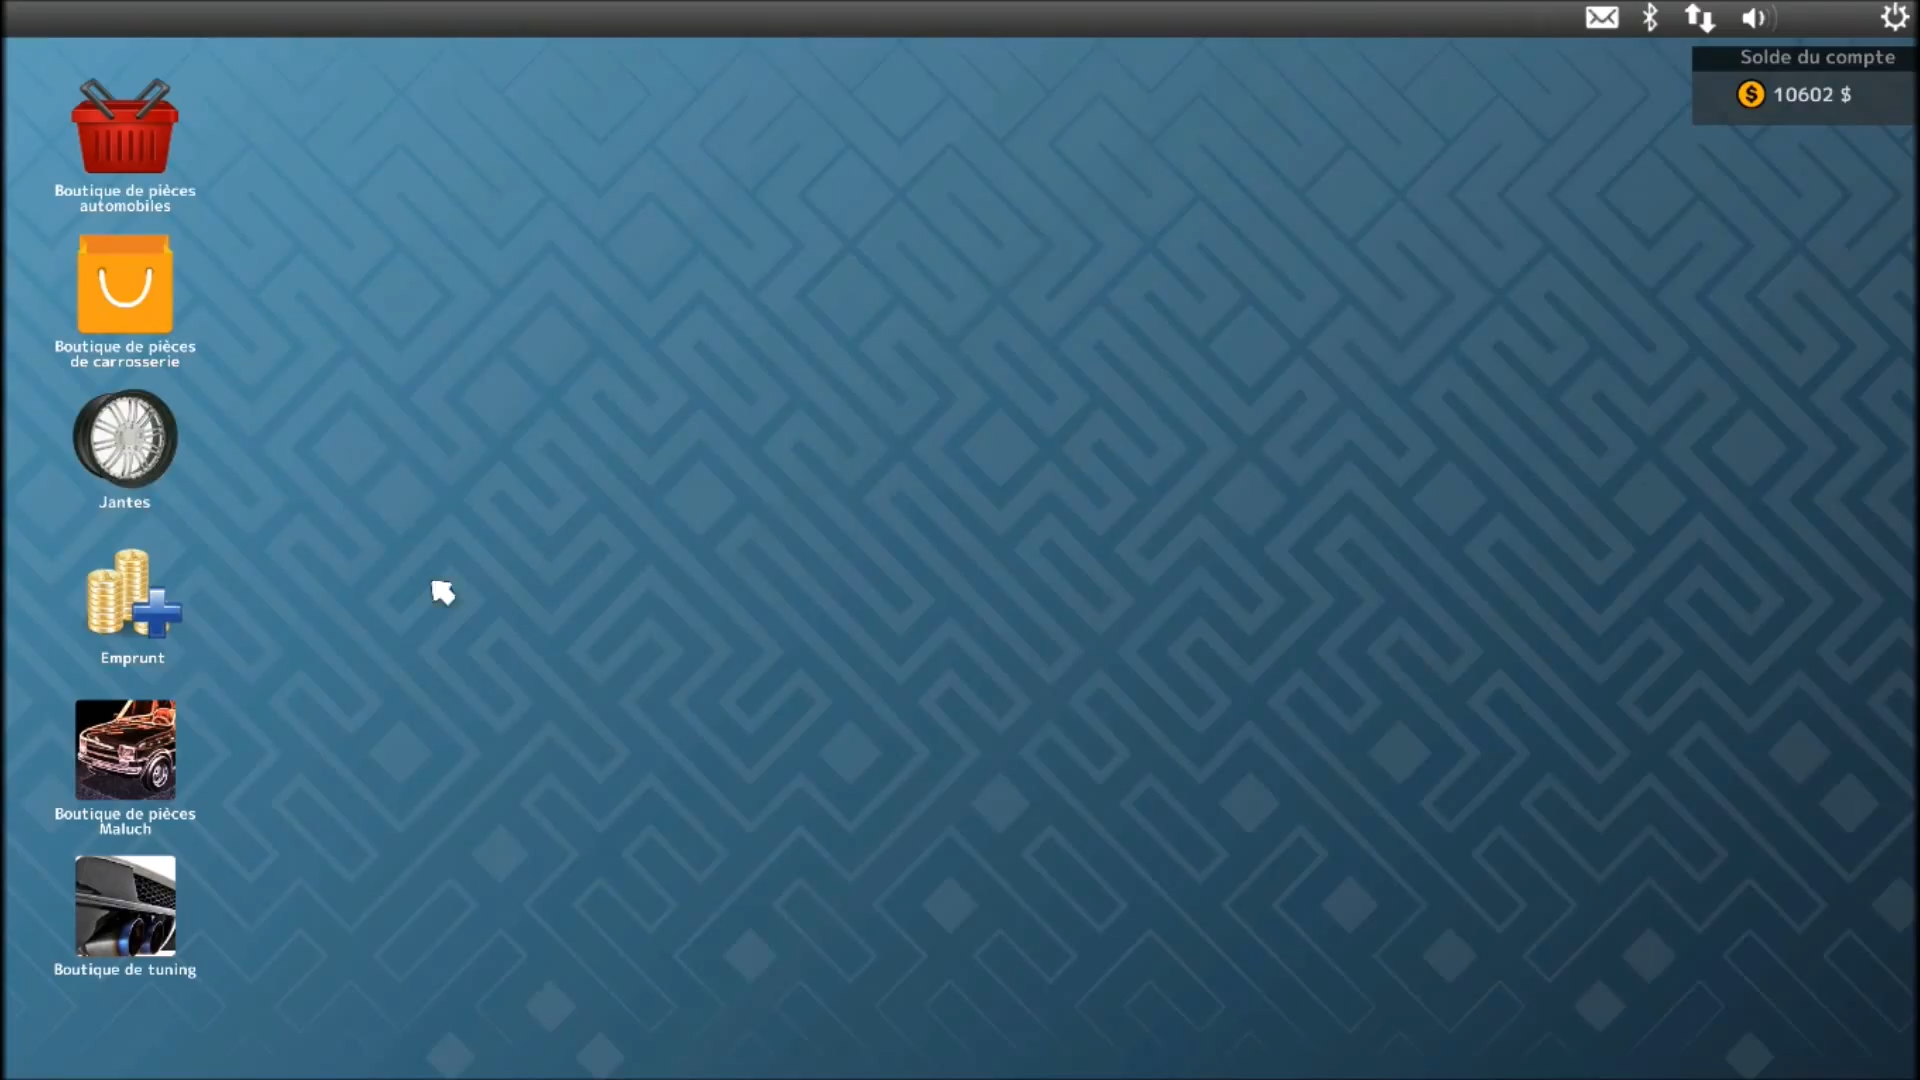 Solde du compte
10602 $
Boutique de pièces
automobiles
Boutique de pièces
de carrosserie
Jantes
Emprunt
Boutique de pièces
Maluch
Boutique de tuning